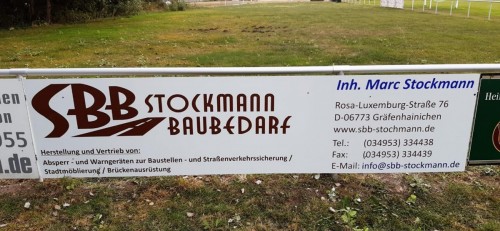 SBB STOCKMANN
BAUBEDARF
Herstellung und Vertrieb von:
Absperr - und Warngeräten zur Baustellen - und Straßenverkehrssicherung /
Stadtmöblierung / Brückenausrüstung
Inh. Marc Stockmann
Rosa-Luxemburg-Straße 76
D-06773 Gräfenhainichen
www.sbb-stochmann.de
Tel.: (034953) 334438
Fax: (034953) 334439
E-Mail: info@sbb-stockmann.de
955